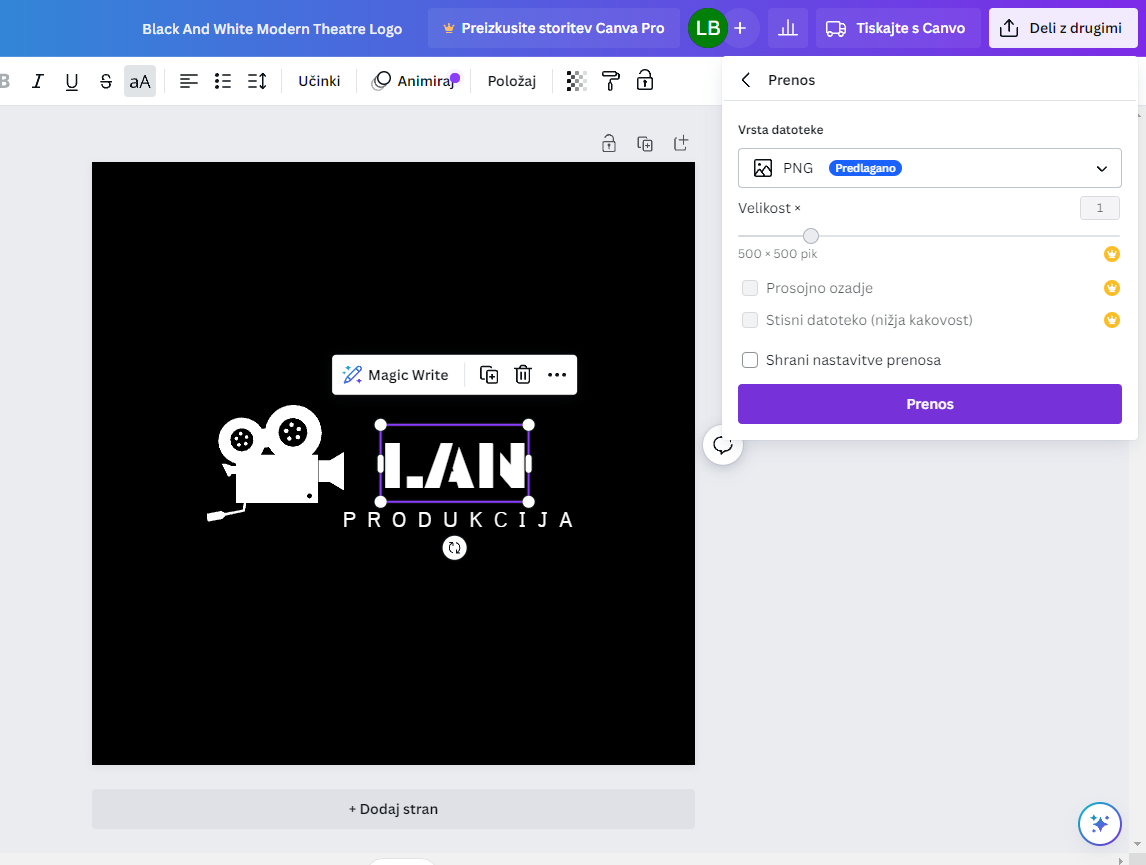 Black And White Modern Theatre Logo
Preizkusite storitev Canva Pro
LB
+
Tiskajte s Canvo
Deli z drugimi
B I U S aA
Učinki
Animiraj
Položaj
Prenos
Vrsta datoteke
PNG Predlagano
Velikost × 1
500 × 500 pik
Prosojno ozadje
Stisni datoteko (nižja kakovost)
Shrani nastavitve prenosa
Prenos
Magic Write
LAN
PRODUKCIJA
+ Dodaj stran